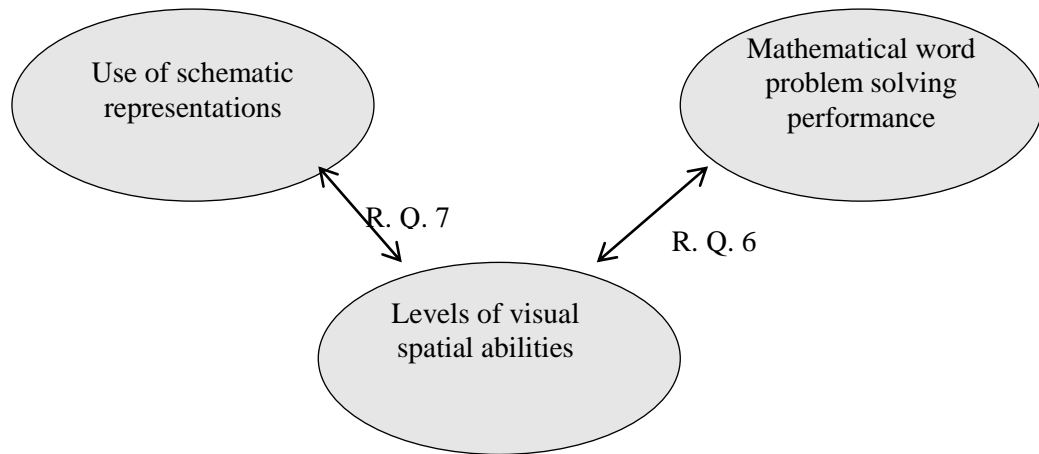 Use of schematic
representations
Mathematical word
problem solving
performance
R. Q. 7
R. Q. 6
Levels of visual
spatial abilities